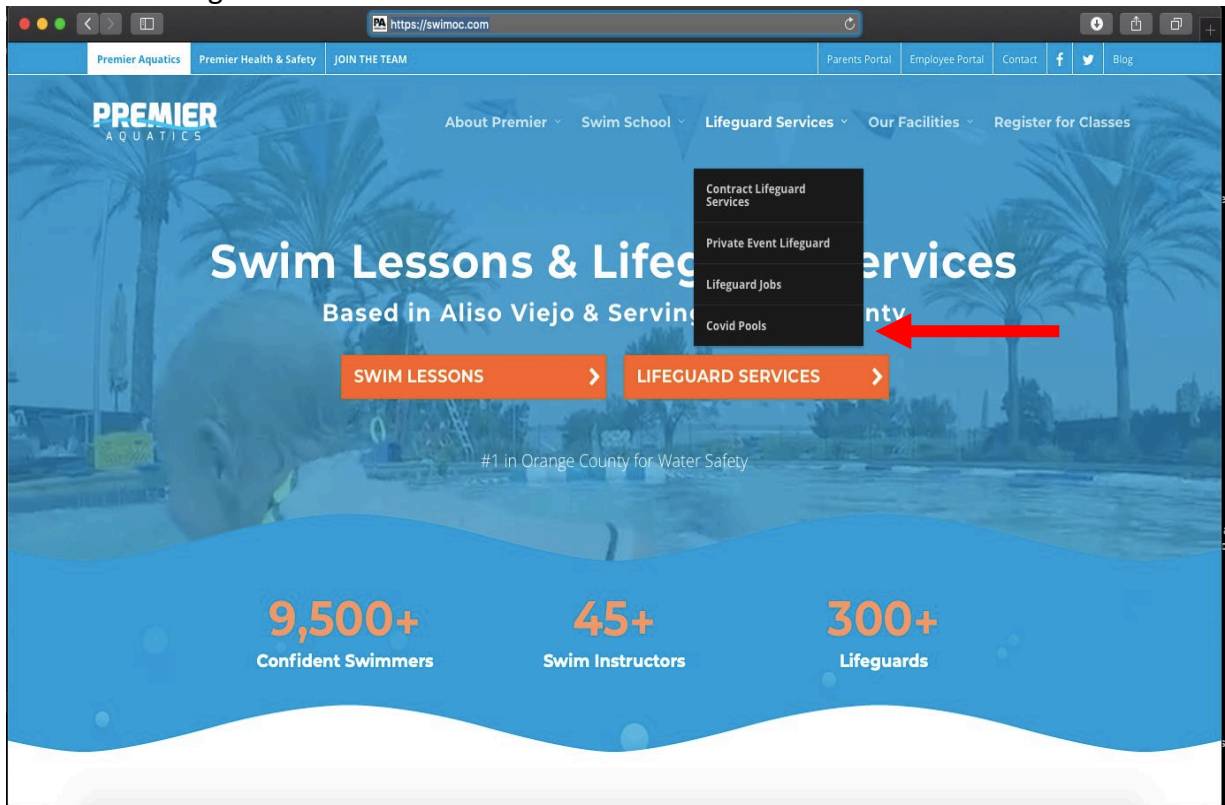 PA https://swimoc.com
Premier Aquatics Premier Health & Safety JOIN THE TEAM Parents Portal Employee Portal Contact f Blog
PREMIER
AQUATICS
About Premier Swim School Lifeguard Services Our Facilities Register for Classes
Contract Lifeguard
Services
Private Event Lifeguard
Lifeguard Jobs
Covid Pools
Swim Lessons & Lifeg ervices
Based in Aliso Viejo & Serving nty
SWIM LESSONS
LIFEGUARD SERVICES
#1 in Orange County for Water Safety
9,500+ 45+ 300+
Confident Swimmers Swim Instructors Lifeguards